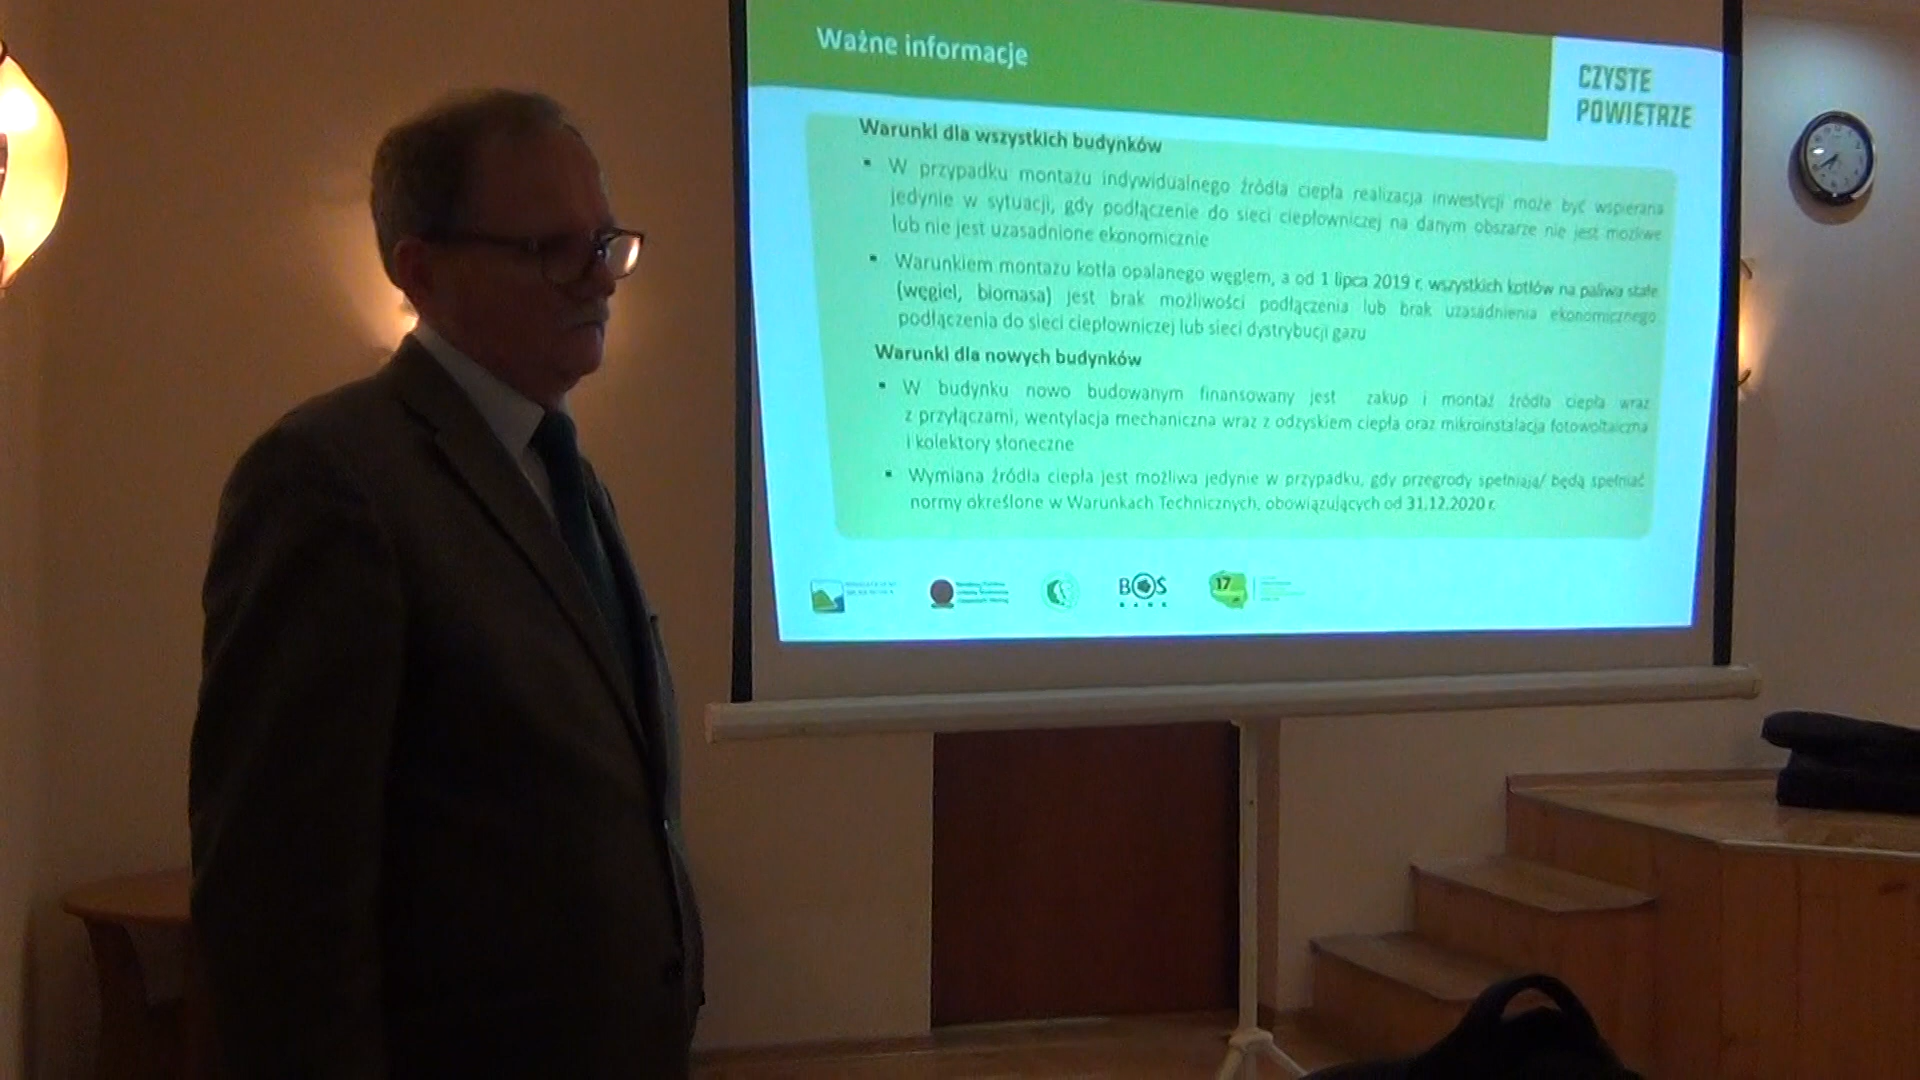 Ważne informacje
CZYSTE
POWIETRZE
Warunki dla wszystkich budynków
▪ W przypadku montażu indywidualnego źródła ciepła realizacja inwestycji może być wspierana
jedynie w sytuacji, gdy podłączenie do sieci ciepłowniczej na danym obszarze nie jest możliwe
lub nie jest uzasadnione ekonomicznie
▪ Warunkiem montażu kotła opalanego węglem, a od 1 lipca 2019 r. wszystkich kotłów na paliwa stałe
(węgiel, biomasa) jest brak możliwości podłączenia lub brak uzasadnienia ekonomicznego
podłączenia do sieci ciepłowniczej lub sieci dystrybucji gazu
Warunki dla nowych budynków
▪ W budynku nowo budowanym finansowany jest zakup i montaż źródła ciepła wraz
z przyłączami, wentylacja mechaniczna wraz z odzyskiem ciepła oraz mikroinstalacja fotowoltaiczna
i kolektory słoneczne
▪ Wymiana źródła ciepła jest możliwa jedynie w przypadku, gdy przegrody spełniają/ będą spełniać
normy określone w Warunkach Technicznych, obowiązujących od 31.12.2020 r.
BOŚ
BANK
17